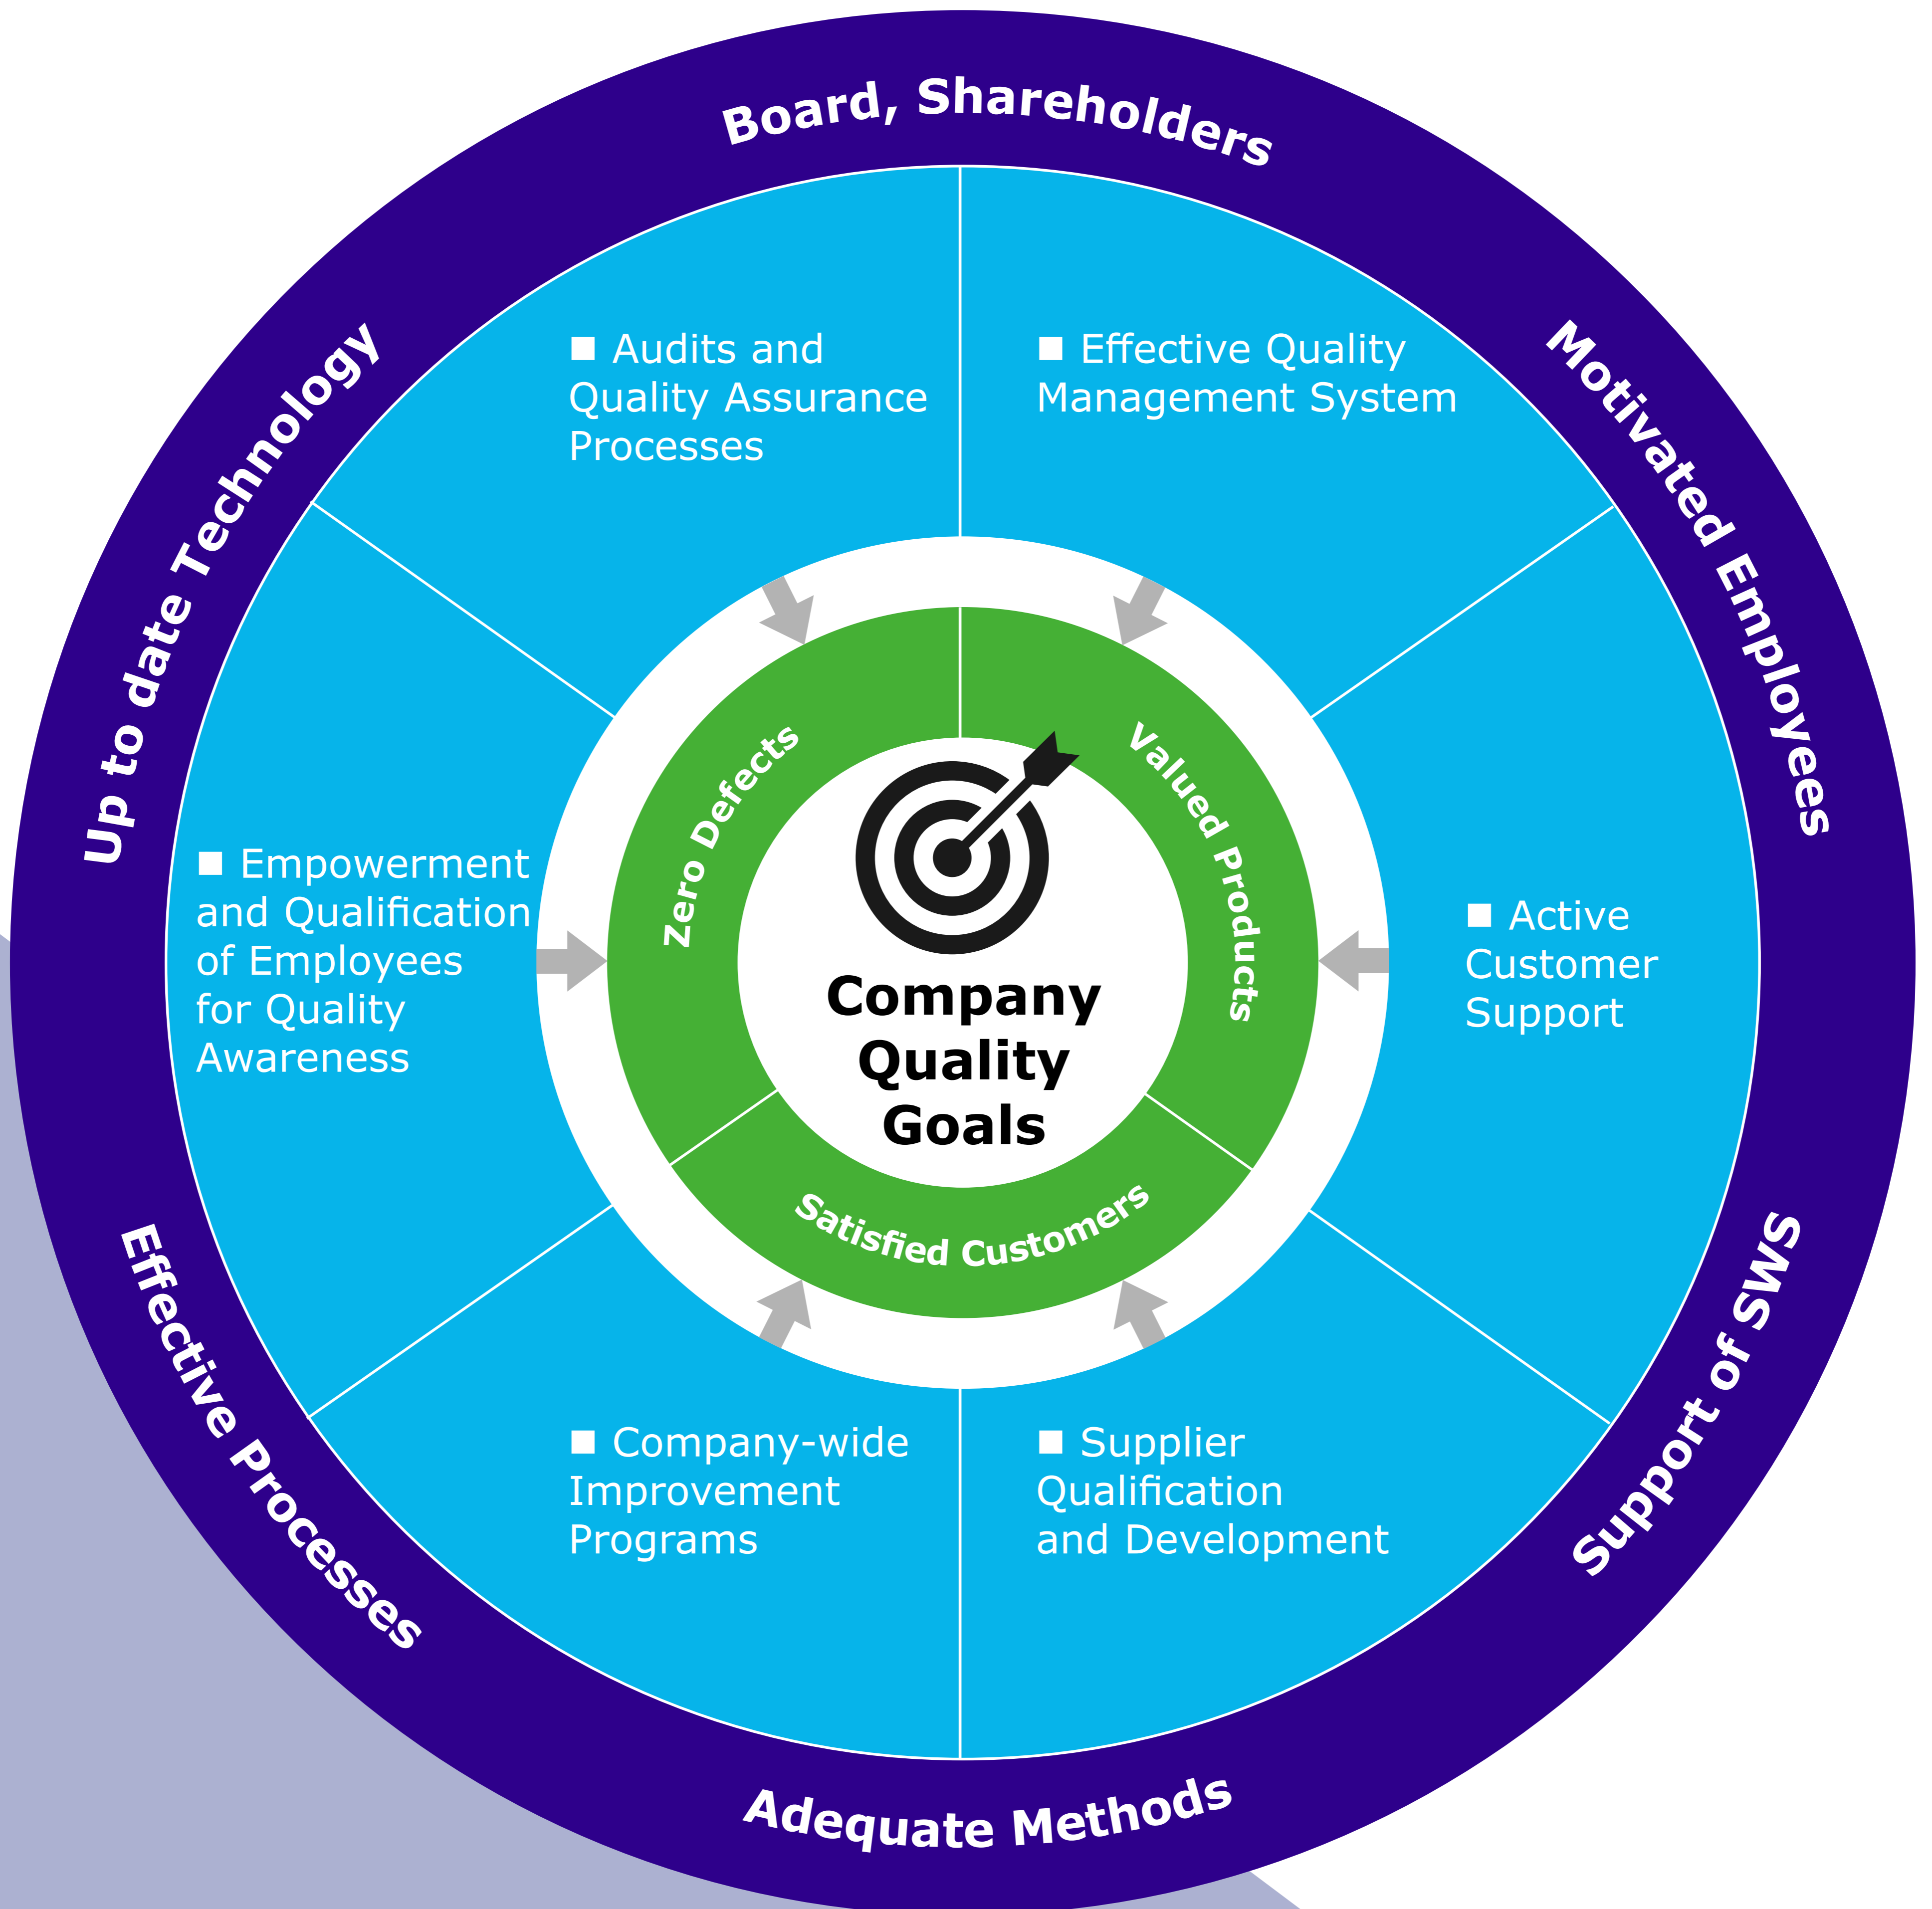 Board, Shareholders
Motivated Employees
Support of SWS
Adequate Methods
Effective Processes
Up to date Technology
■ Audits and
Quality Assurance
Processes
■ Effective Quality
Management System
■ Active
Customer
Support
■ Supplier
Qualification
and Development
■ Company-wide
Improvement
Programs
■ Empowerment
and Qualification
of Employees
for Quality
Awareness
Zero Defects
Valued Products
Satisfied Customers
Company
Quality
Goals